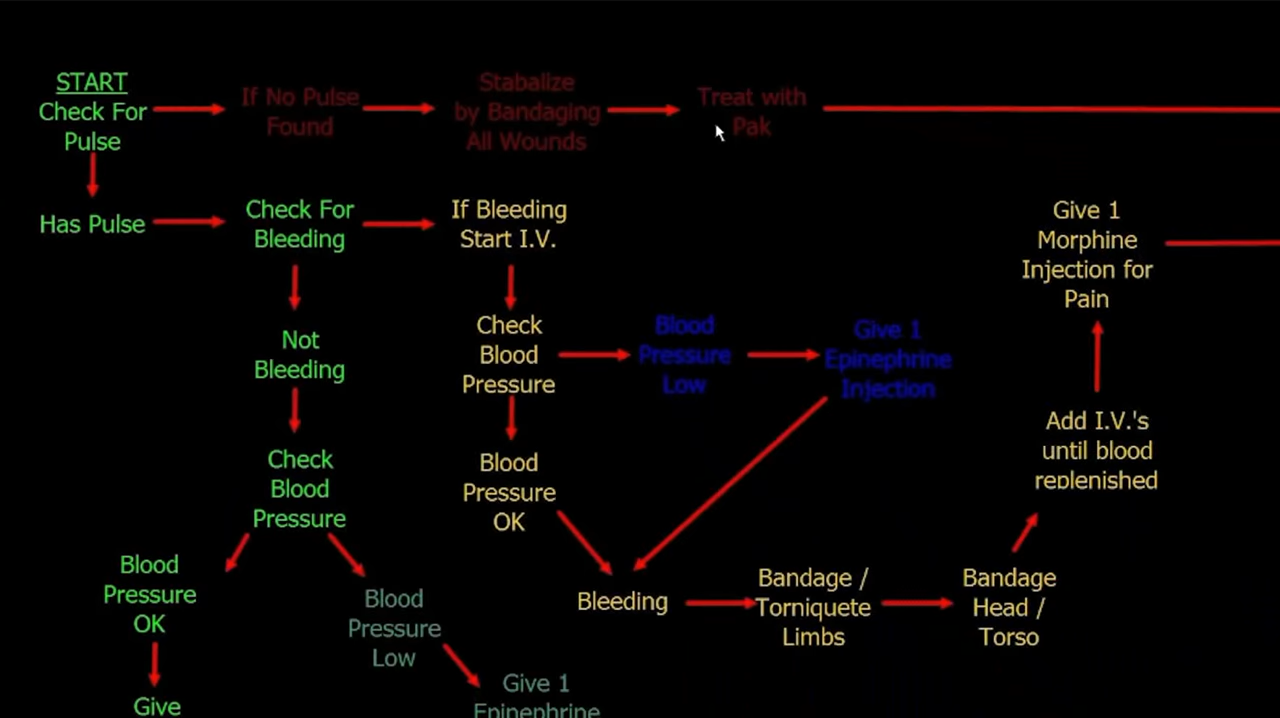 START
Check For
Pulse
If No Pulse
Found
Stabalize
by Bandaging
All Wounds
Treat with
Pak
Has Pulse
Check For
Bleeding
If Bleeding
Start I.V.
Give 1
Morphine
Injection for
Pain
Not
Bleeding
Check
Blood
Pressure
Blood
Pressure
Low
Give 1
Epinephrine
Injection
Check
Blood
Pressure
Blood
Pressure
OK
Add I.V.'s
until blood
replenished
Blood
Pressure
OK
Blood
Pressure
Low
Bleeding
Bandage /
Torniquete
Limbs
Bandage
Head /
Torso
Give
Give 1
Epinephrine